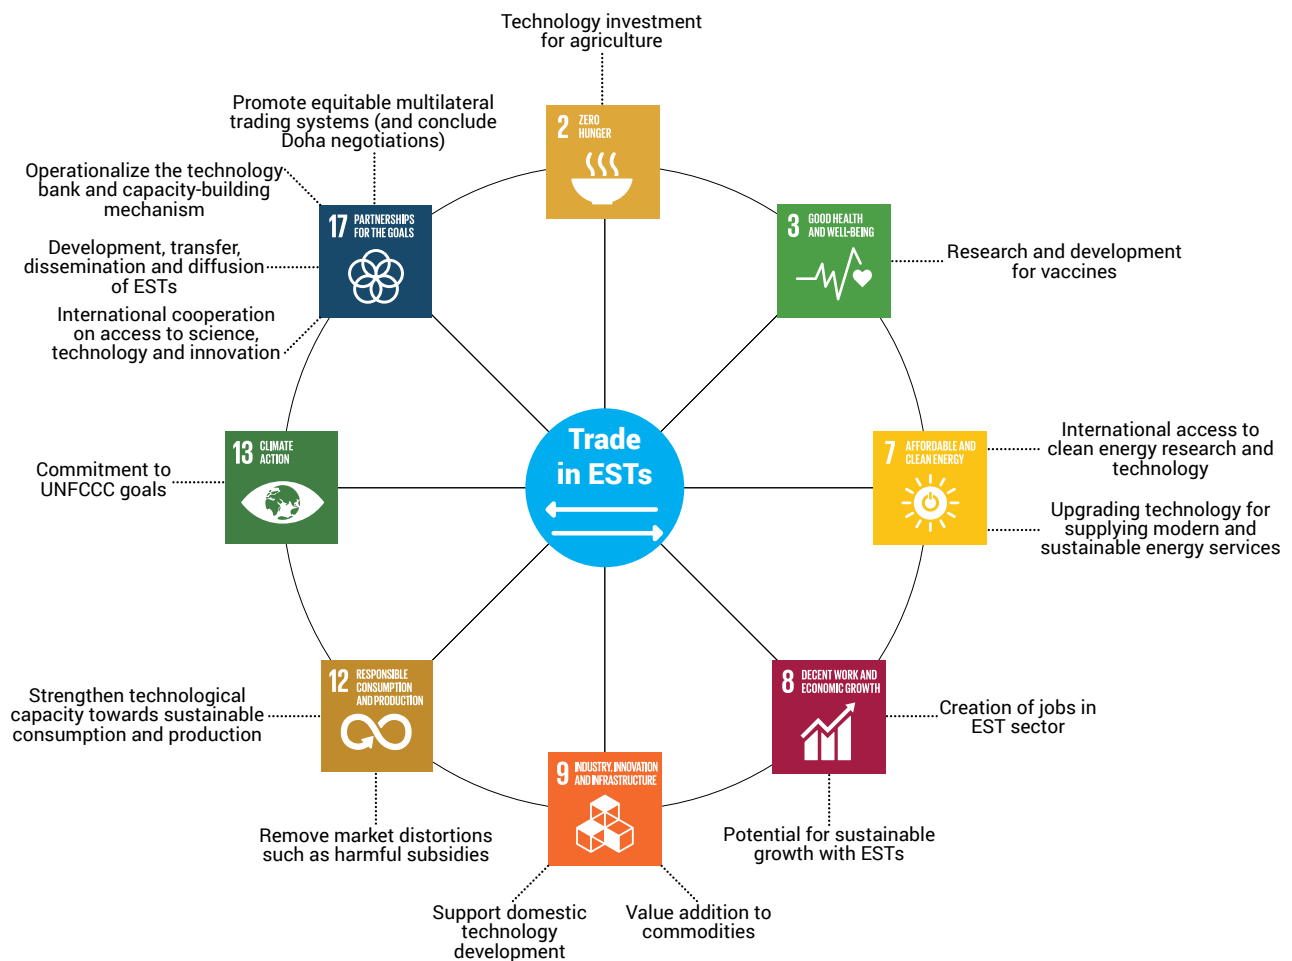 Technology investment
for agriculture
2 ZERO
HUNGER
Promote equitable multilateral
trading systems (and conclude
Doha negotiations)
Operationalize the technology
bank and capacity-building
mechanism
17 PARTNERSHIPS
FOR THE GOALS
Development, transfer,
dissemination and diffusion
of ESTs
International cooperation
on access to science,
technology and innovation
3 GOOD HEALTH
AND WELL-BEING
Research and development
for vaccines
13 CLIMATE
ACTION
Commitment to
UNFCCC goals
Trade
in ESTs
7 AFFORDABLE AND
CLEAN ENERGY
International access to
clean energy research and
technology
Upgrading technology for
supplying modern and
sustainable energy services
12 RESPONSIBLE
CONSUMPTION
AND PRODUCTION
Strengthen technological
capacity towards sustainable
consumption and production
Remove market distortions
such as harmful subsidies
9 INDUSTRY, INNOVATION
AND INFRASTRUCTURE
Support domestic
technology
development
Value addition to
commodities
8 DECENT WORK AND
ECONOMIC GROWTH
Creation of jobs in
EST sector
Potential for sustainable
growth with ESTs